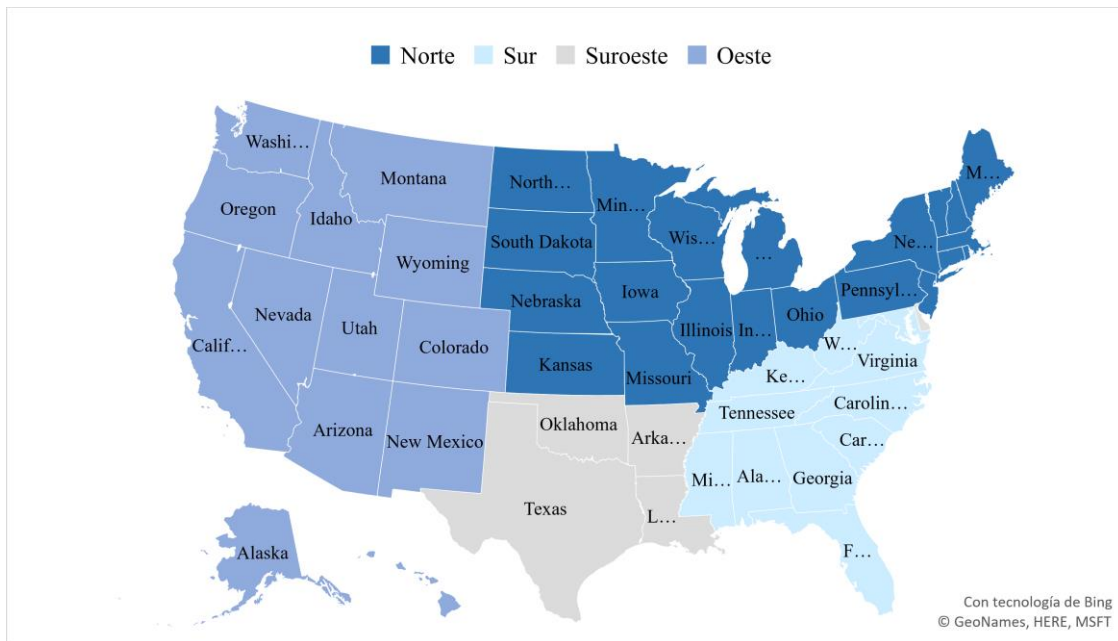 Norte Sur Suroeste Oeste
Washi...
Montana
North...
Min...
M...
Oregon
Idaho
South Dakota
Wis...
...
Ne...
Wyoming
Nebraska
Iowa
Pennsyl...
Nevada
Utah
Colorado
Illinois
In...
Ohio
Calif...
Kansas
Missouri
W...
Virginia
Ke...
Arizona
New Mexico
Oklahoma
Arka...
Tennessee
Carolin...
Car...
Texas
L...
Mi...
Ala...
Georgia
F...
Alaska
Con tecnología de Bing
© GeoNames, HERE, MSFT